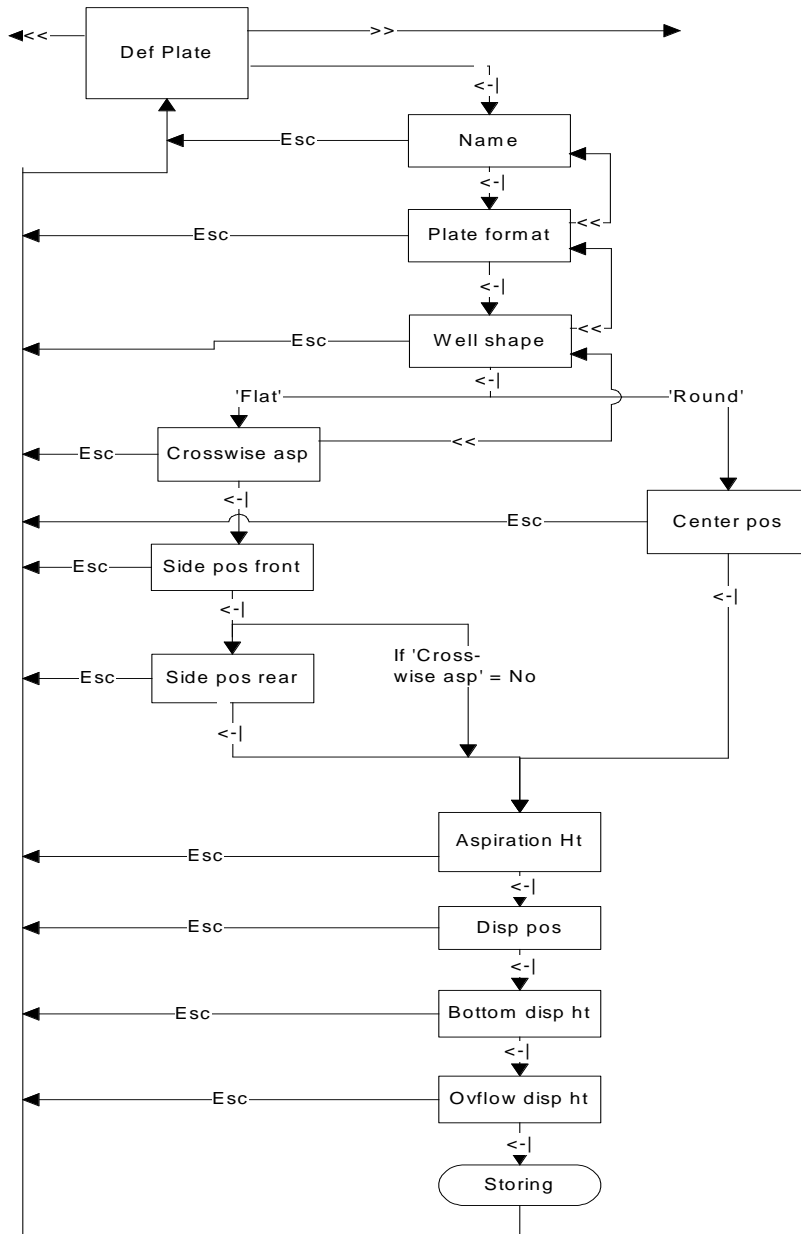 <<
>>
Def Plate
<-|
Esc
Name
<-|
<<
Esc
Plate format
<-|
<<
Esc
Well shape
<-|
'Flat'
'Round'
Esc
Crosswise asp
<<
<-|
Esc
Center pos
Esc
Side pos front
<-|
<-|
If 'Cross-
wise asp' = No
Esc
Side pos rear
<-|
Aspiration Ht
Esc
<-|
Esc
Disp pos
<-|
Esc
Bottom disp ht
<-|
Esc
Ovflow disp ht
<-|
Storing